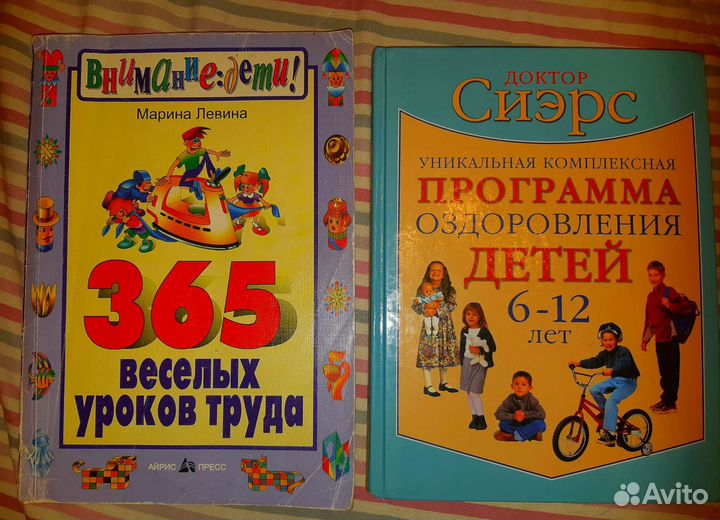 Внимание: дети!
Марина Левина
365
веселых
уроков труда
АЙРИС ПРЕСС
ДОКТОР
Сиэрс
УНИКАЛЬНАЯ КОМПЛЕКСНАЯ
ПРОГРАММА
ОЗДОРОВЛЕНИЯ
ДЕТЕЙ
6-12
лет
Avito